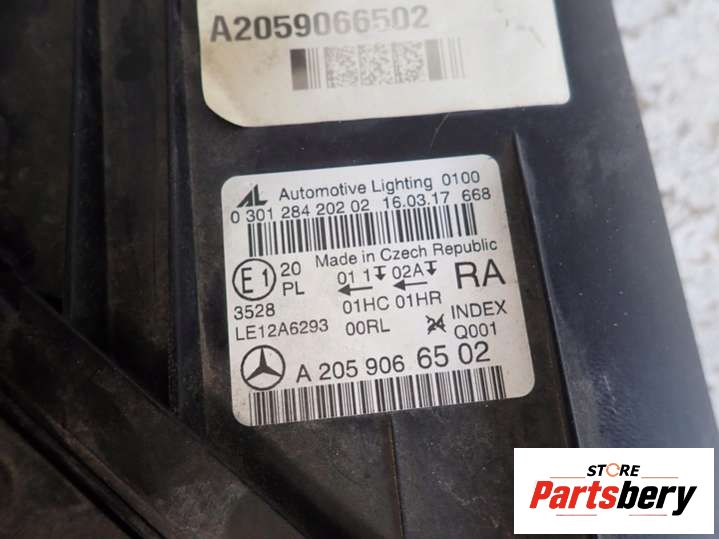 A2059066502
AL Automotive Lighting 0100
0 301 284 202 02 16.03.17 668
Made in Czech Republic
E1 20 PL 01 1 02A RA
3528 01HC 01HR INDEX
LE12A6293 00RL Q001
A 205 906 65 02
STORE
Partsbery